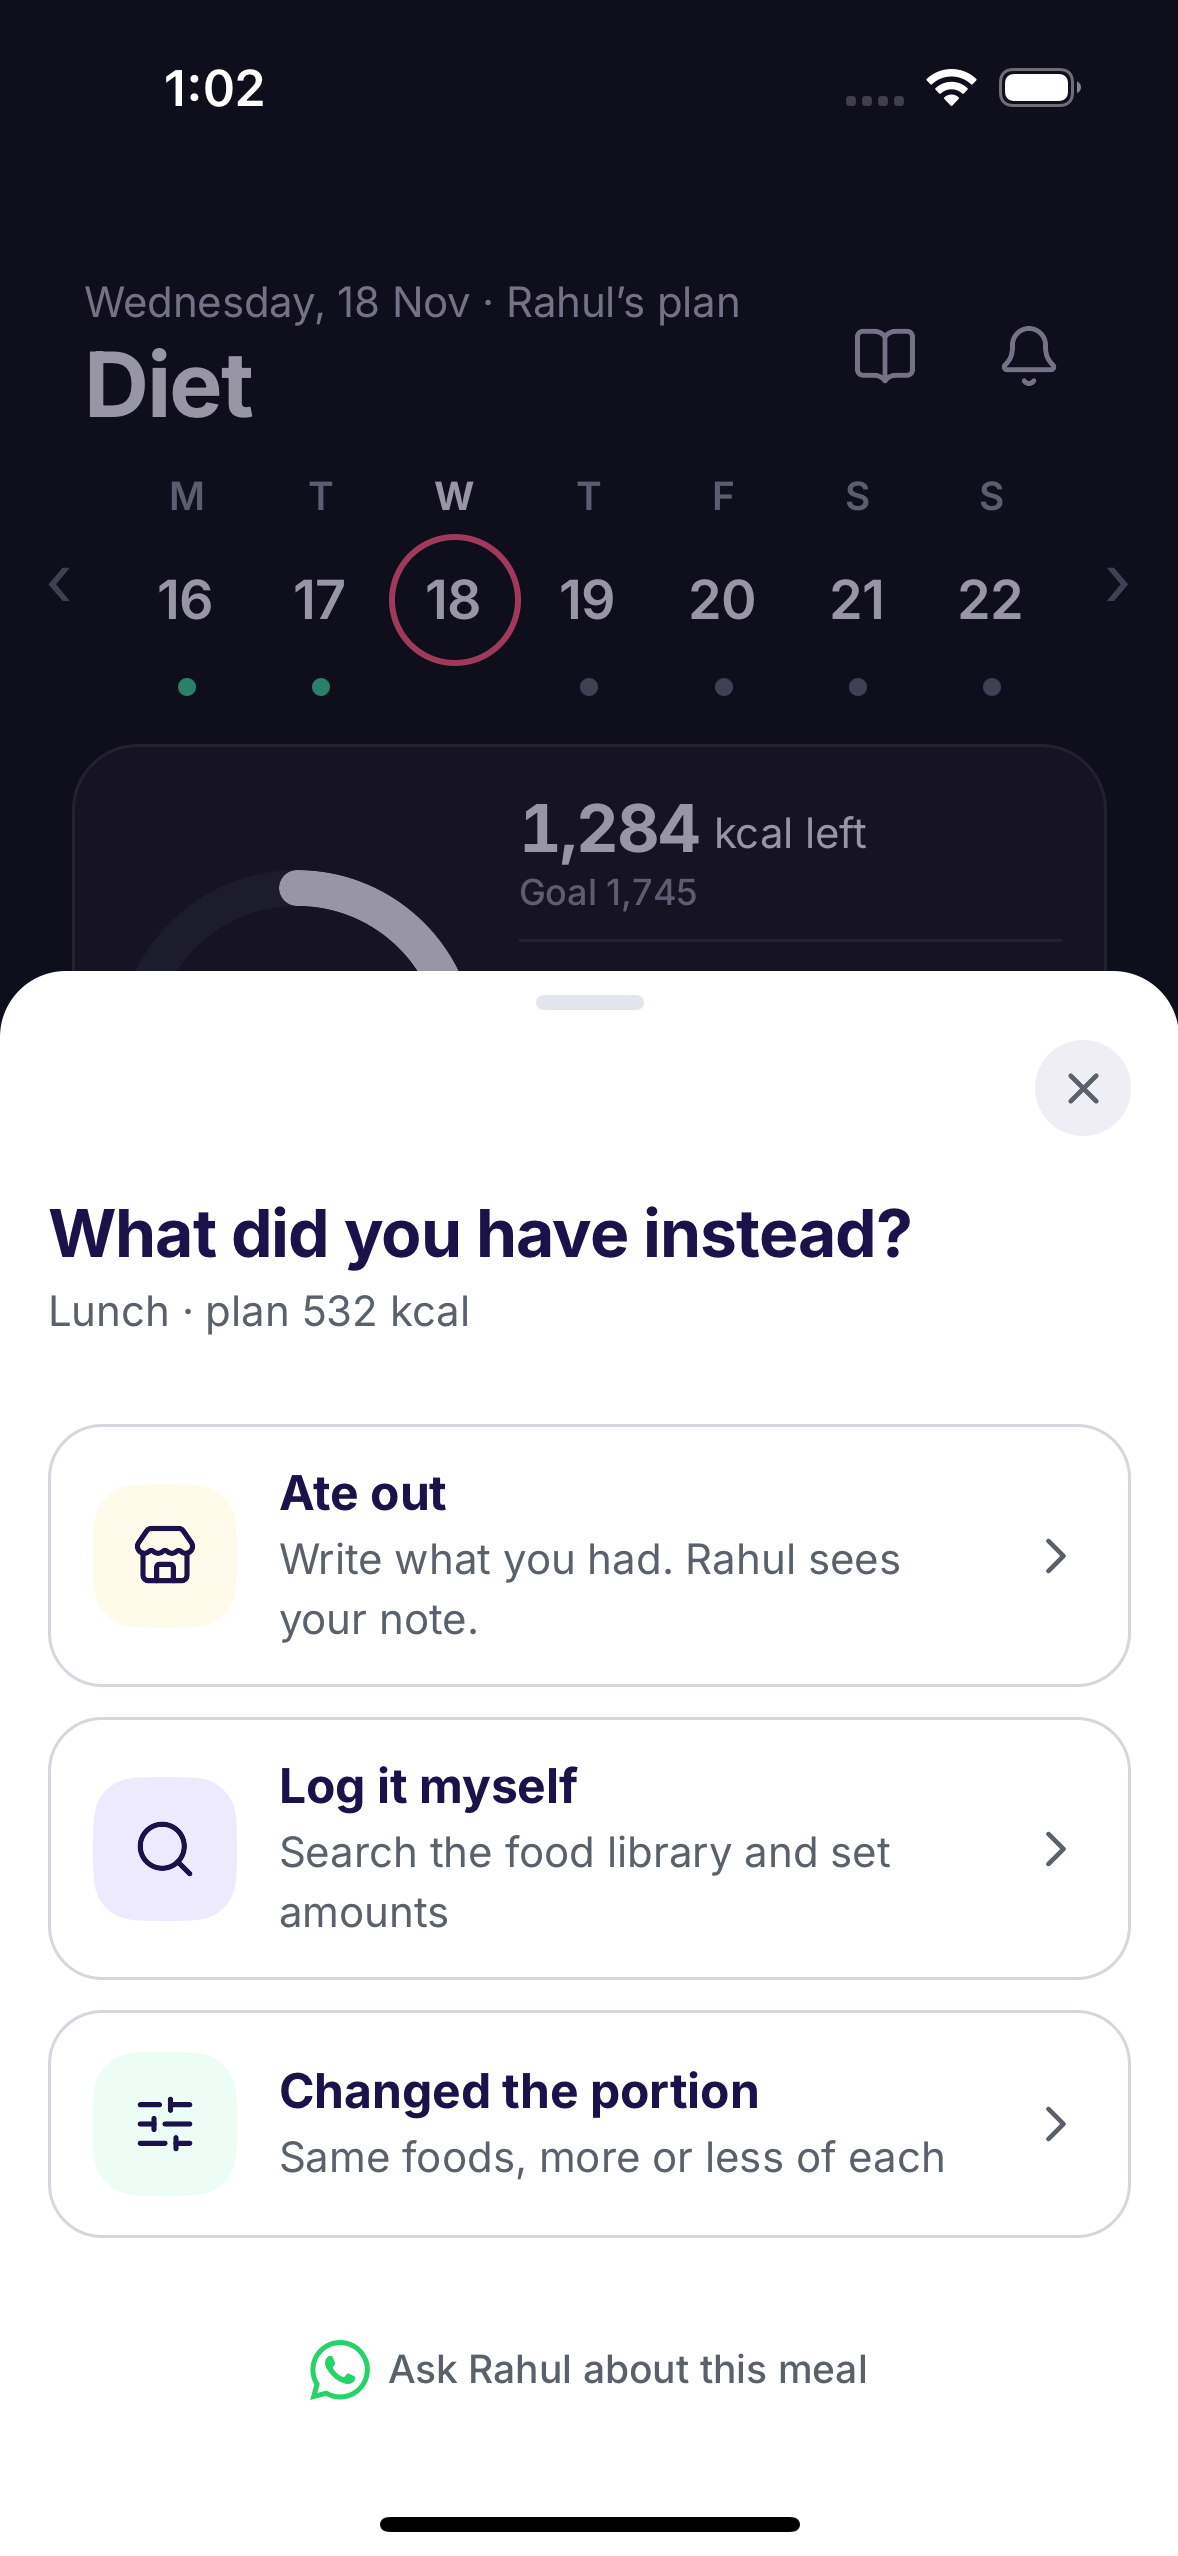 1:02
Wednesday, 18 Nov · Rahul’s plan
Diet
M T W T F S S
16 17 18 19 20 21 22
1,284 kcal left
Goal 1,745
What did you have instead?
Lunch · plan 532 kcal
Ate out
Write what you had. Rahul sees
your note.
Log it myself
Search the food library and set
amounts
Changed the portion
Same foods, more or less of each
Ask Rahul about this meal